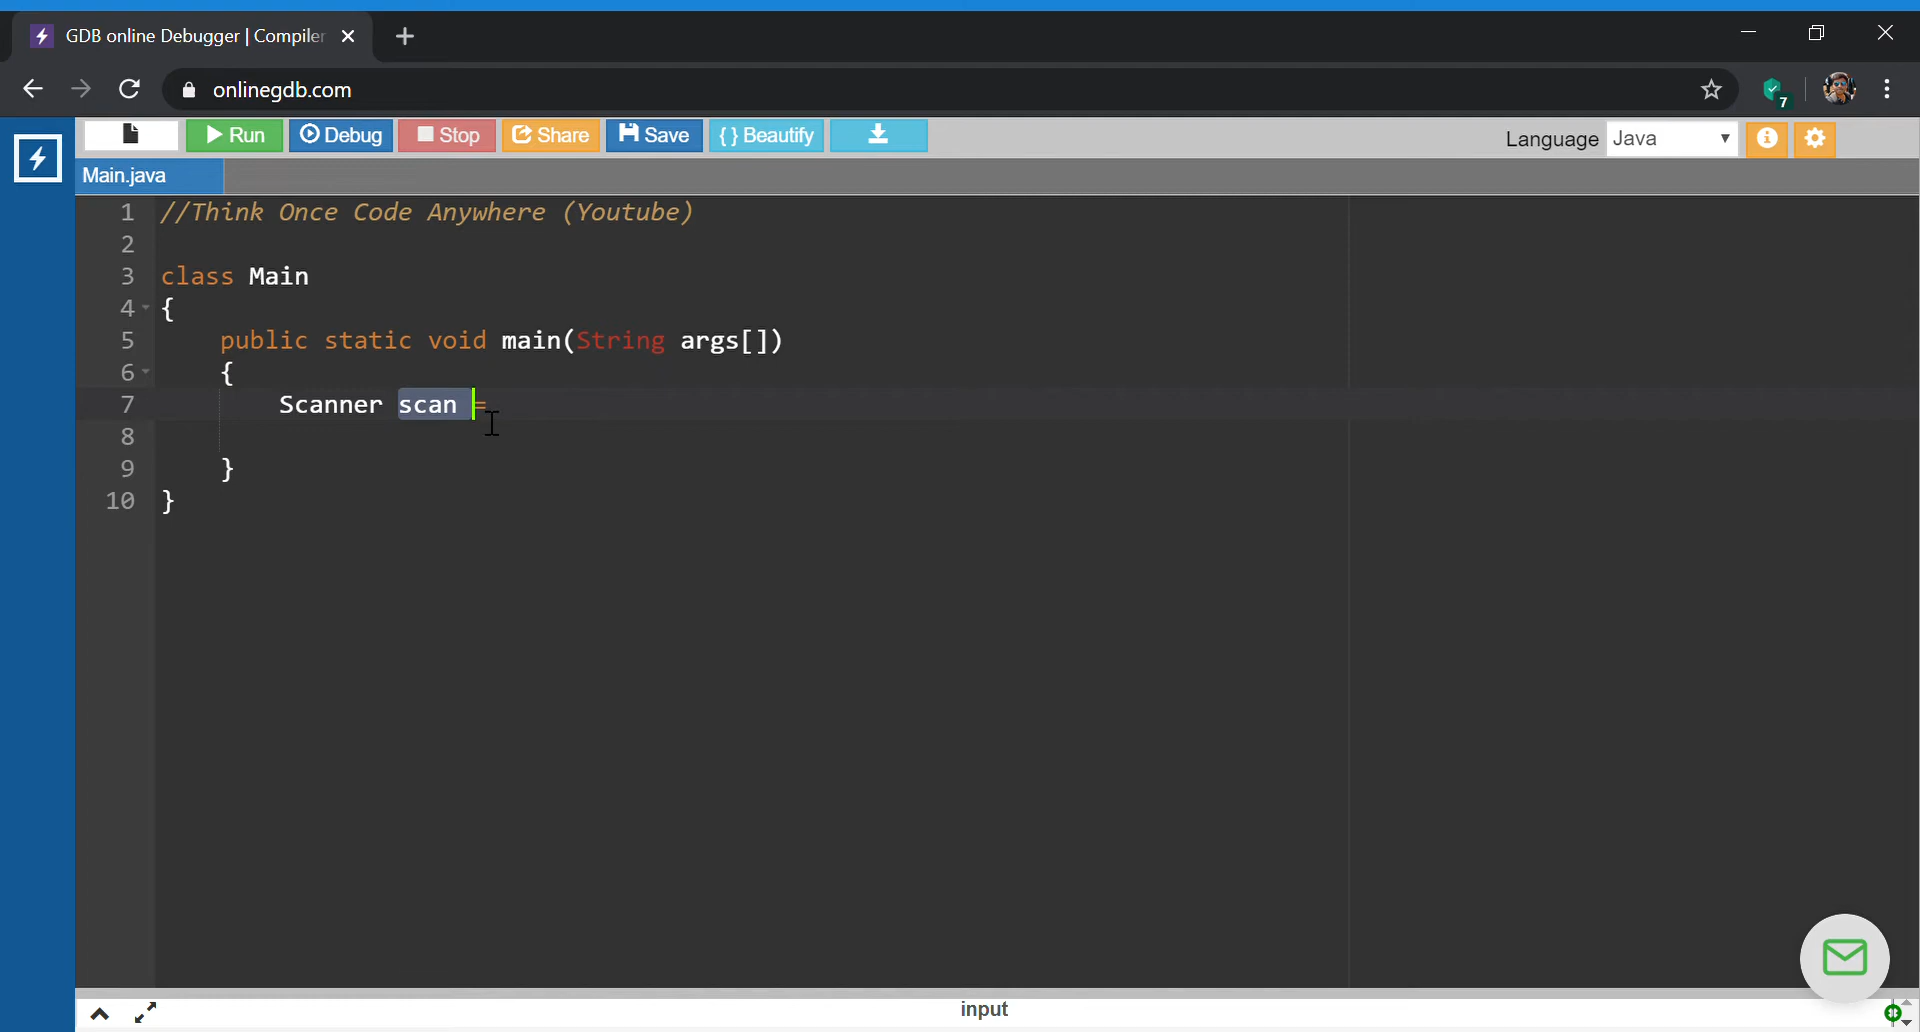 GDB online Debugger | Compiler
onlinegdb.com
7
Run Debug Stop Share Save { } Beautify Language Java
Main.java
1 //Think Once Code Anywhere (Youtube)
2
3 class Main
4 {
5 public static void main(String args[])
6 {
7 Scanner scan =
8
9 }
10 }
input